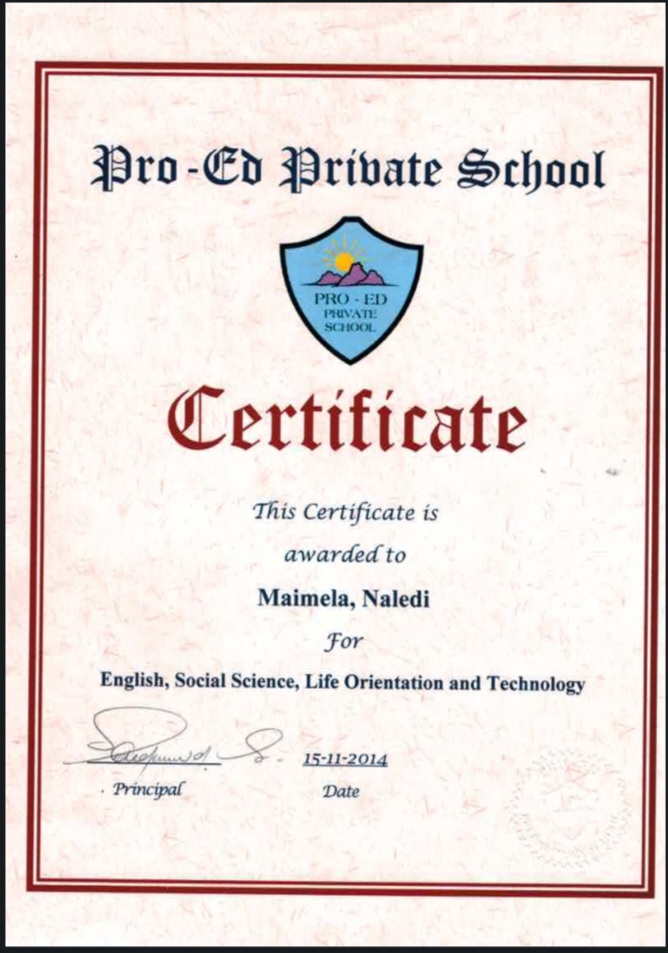 Pro-Ed Private School
PRO - ED
PRIVATE
SCHOOL
Certificate
This Certificate is
awarded to
Maimela, Naledi
For
English, Social Science, Life Orientation and Technology
15-11-2014
Principal Date